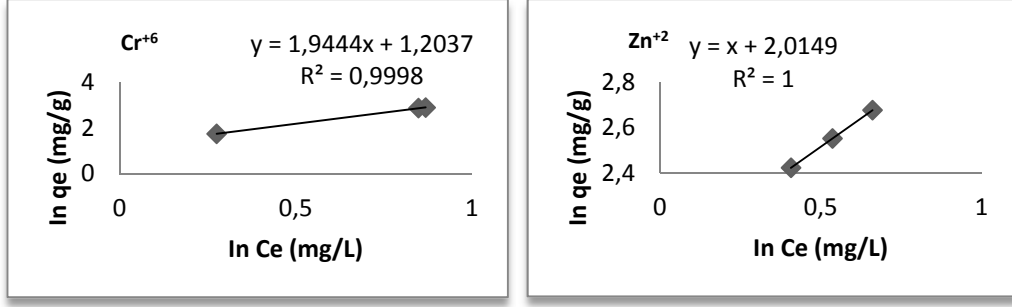 Cr+6
y = 1,9444x + 1,2037
R² = 0,9998
4
2
0
0
0,5
1
ln qe (mg/g)
ln Ce (mg/L)
Zn+2
y = x + 2,0149
R² = 1
2,8
2,6
2,4
0
0,5
1
ln qe (mg/g)
ln Ce (mg/L)